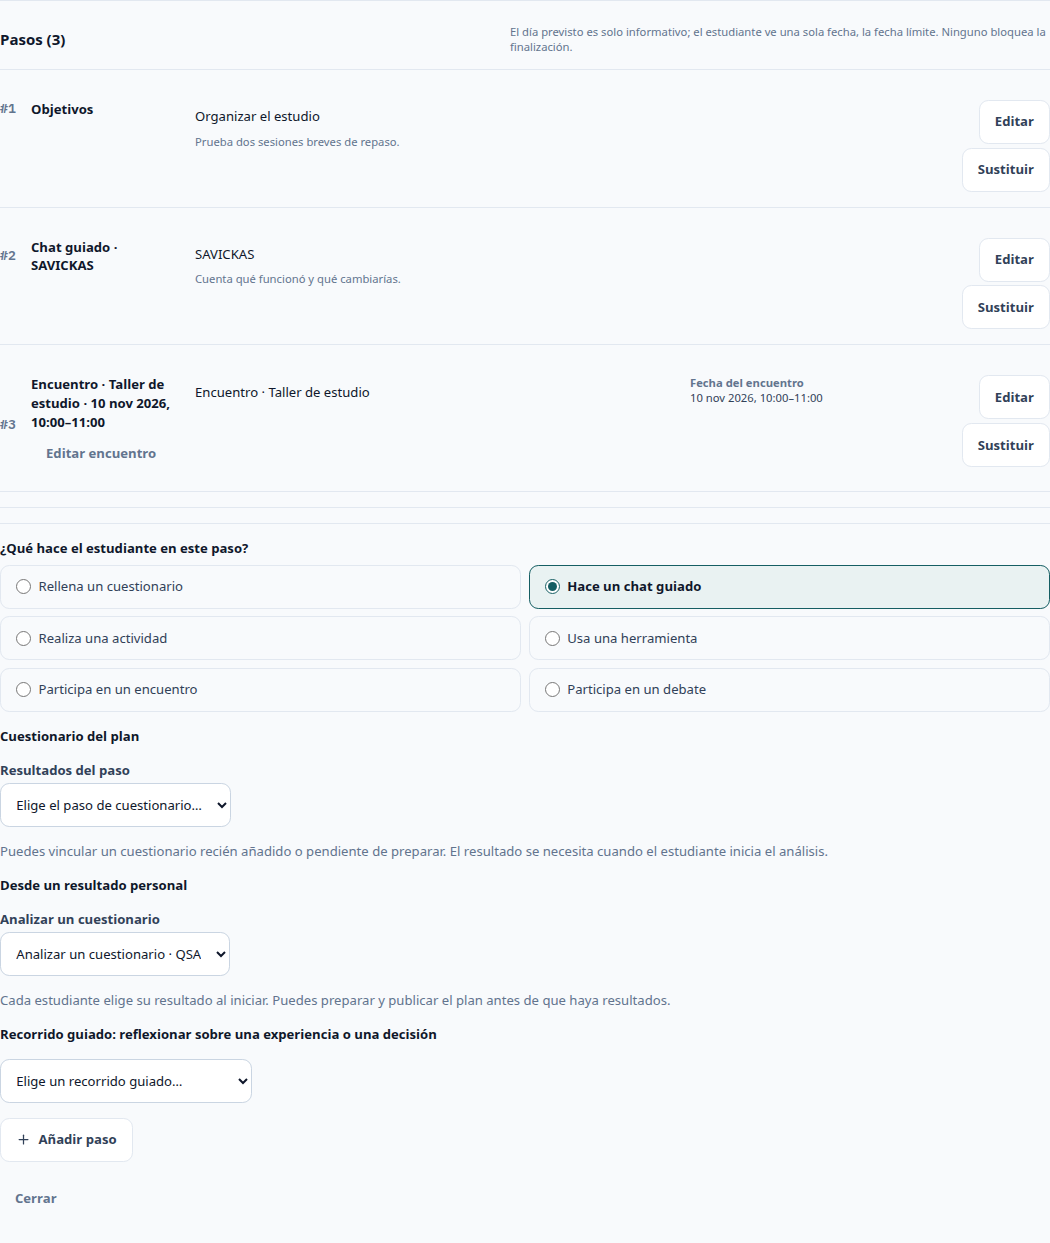 Pasos (3)
El día previsto es solo informativo; el estudiante ve una sola fecha, la fecha límite. Ninguno bloquea la
finalización.
#1
Objetivos
Organizar el estudio
Prueba dos sesiones breves de repaso.
Editar
Sustituir
#2
Chat guiado ·
SAVICKAS
SAVICKAS
Cuenta qué funcionó y qué cambiarías.
Editar
Sustituir
#3
Encuentro · Taller de
estudio · 10 nov 2026,
10:00–11:00
Editar encuentro
Encuentro · Taller de estudio
Fecha del encuentro
10 nov 2026, 10:00–11:00
Editar
Sustituir
¿Qué hace el estudiante en este paso?
Rellena un cuestionario
Hace un chat guiado
Realiza una actividad
Usa una herramienta
Participa en un encuentro
Participa en un debate
Cuestionario del plan
Resultados del paso
Elige el paso de cuestionario...
Puedes vincular un cuestionario recién añadido o pendiente de preparar. El resultado se necesita cuando el estudiante inicia el análisis.
Desde un resultado personal
Analizar un cuestionario
Analizar un cuestionario · QSA
Cada estudiante elige su resultado al iniciar. Puedes preparar y publicar el plan antes de que haya resultados.
Recorrido guiado: reflexionar sobre una experiencia o una decisión
Elige un recorrido guiado...
+ Añadir paso
Cerrar